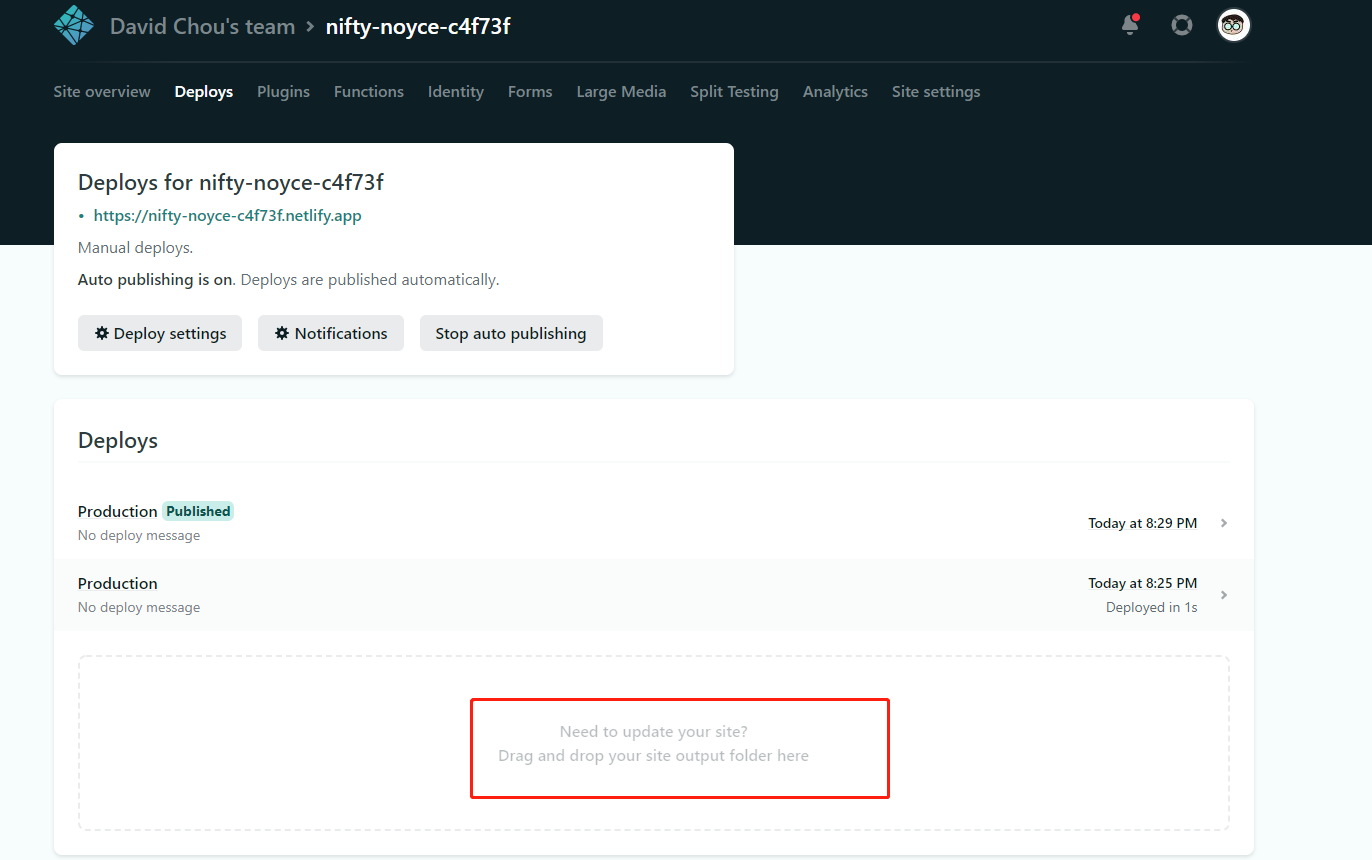 David Chou's team > nifty-noyce-c4f73f
Site overview Deploys Plugins Functions Identity Forms Large Media Split Testing Analytics Site settings
Deploys for nifty-noyce-c4f73f
• https://nifty-noyce-c4f73f.netlify.app
Manual deploys.
Auto publishing is on. Deploys are published automatically.
Deploy settings Notifications Stop auto publishing
Deploys
Production Published
No deploy message
Today at 8:29 PM
Production
No deploy message
Today at 8:25 PM
Deployed in 1s
Need to update your site?
Drag and drop your site output folder here